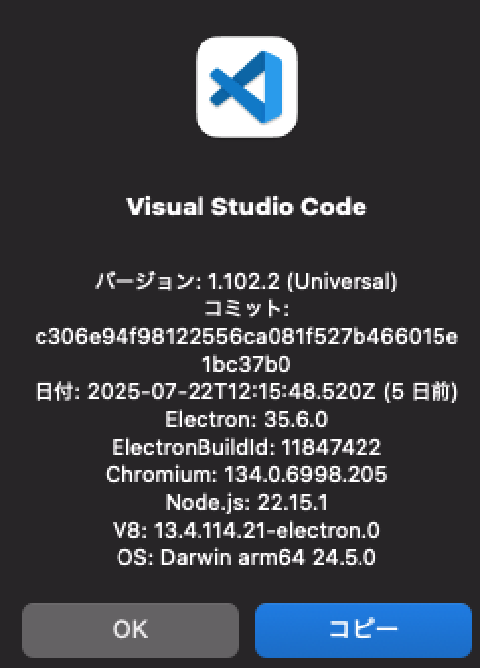 Visual Studio Code
バージョン: 1.102.2 (Universal)
コミット:
c306e94f98122556ca081f527b466015e
1bc37b0
日付: 2025-07-22T12:15:48.520Z (5 日前)
Electron: 35.6.0
ElectronBuildId: 11847422
Chromium: 134.0.6998.205
Node.js: 22.15.1
V8: 13.4.114.21-electron.0
OS: Darwin arm64 24.5.0
OK
コピー